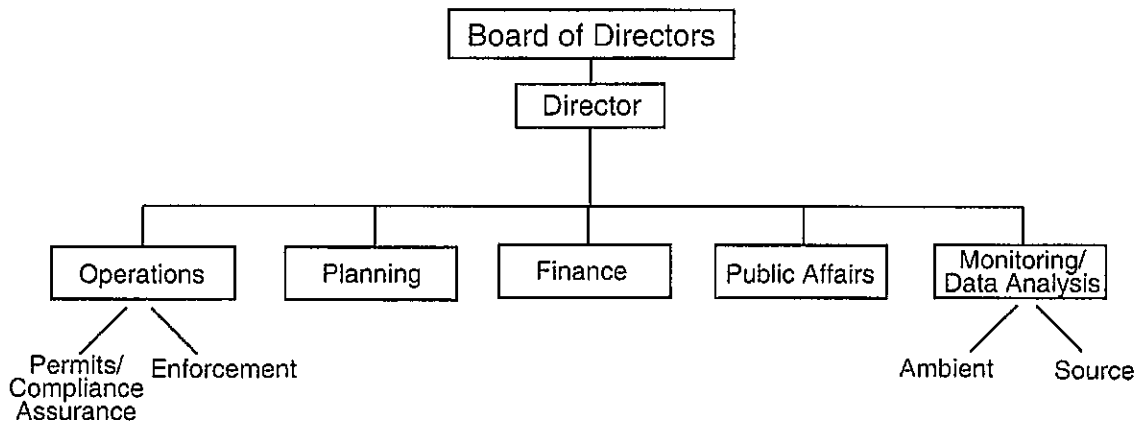 Board of Directors
Director
Operations
Planning
Finance
Public Affairs
Monitoring/
Data Analysis
Permits/
Compliance
Assurance
Enforcement
Ambient
Source